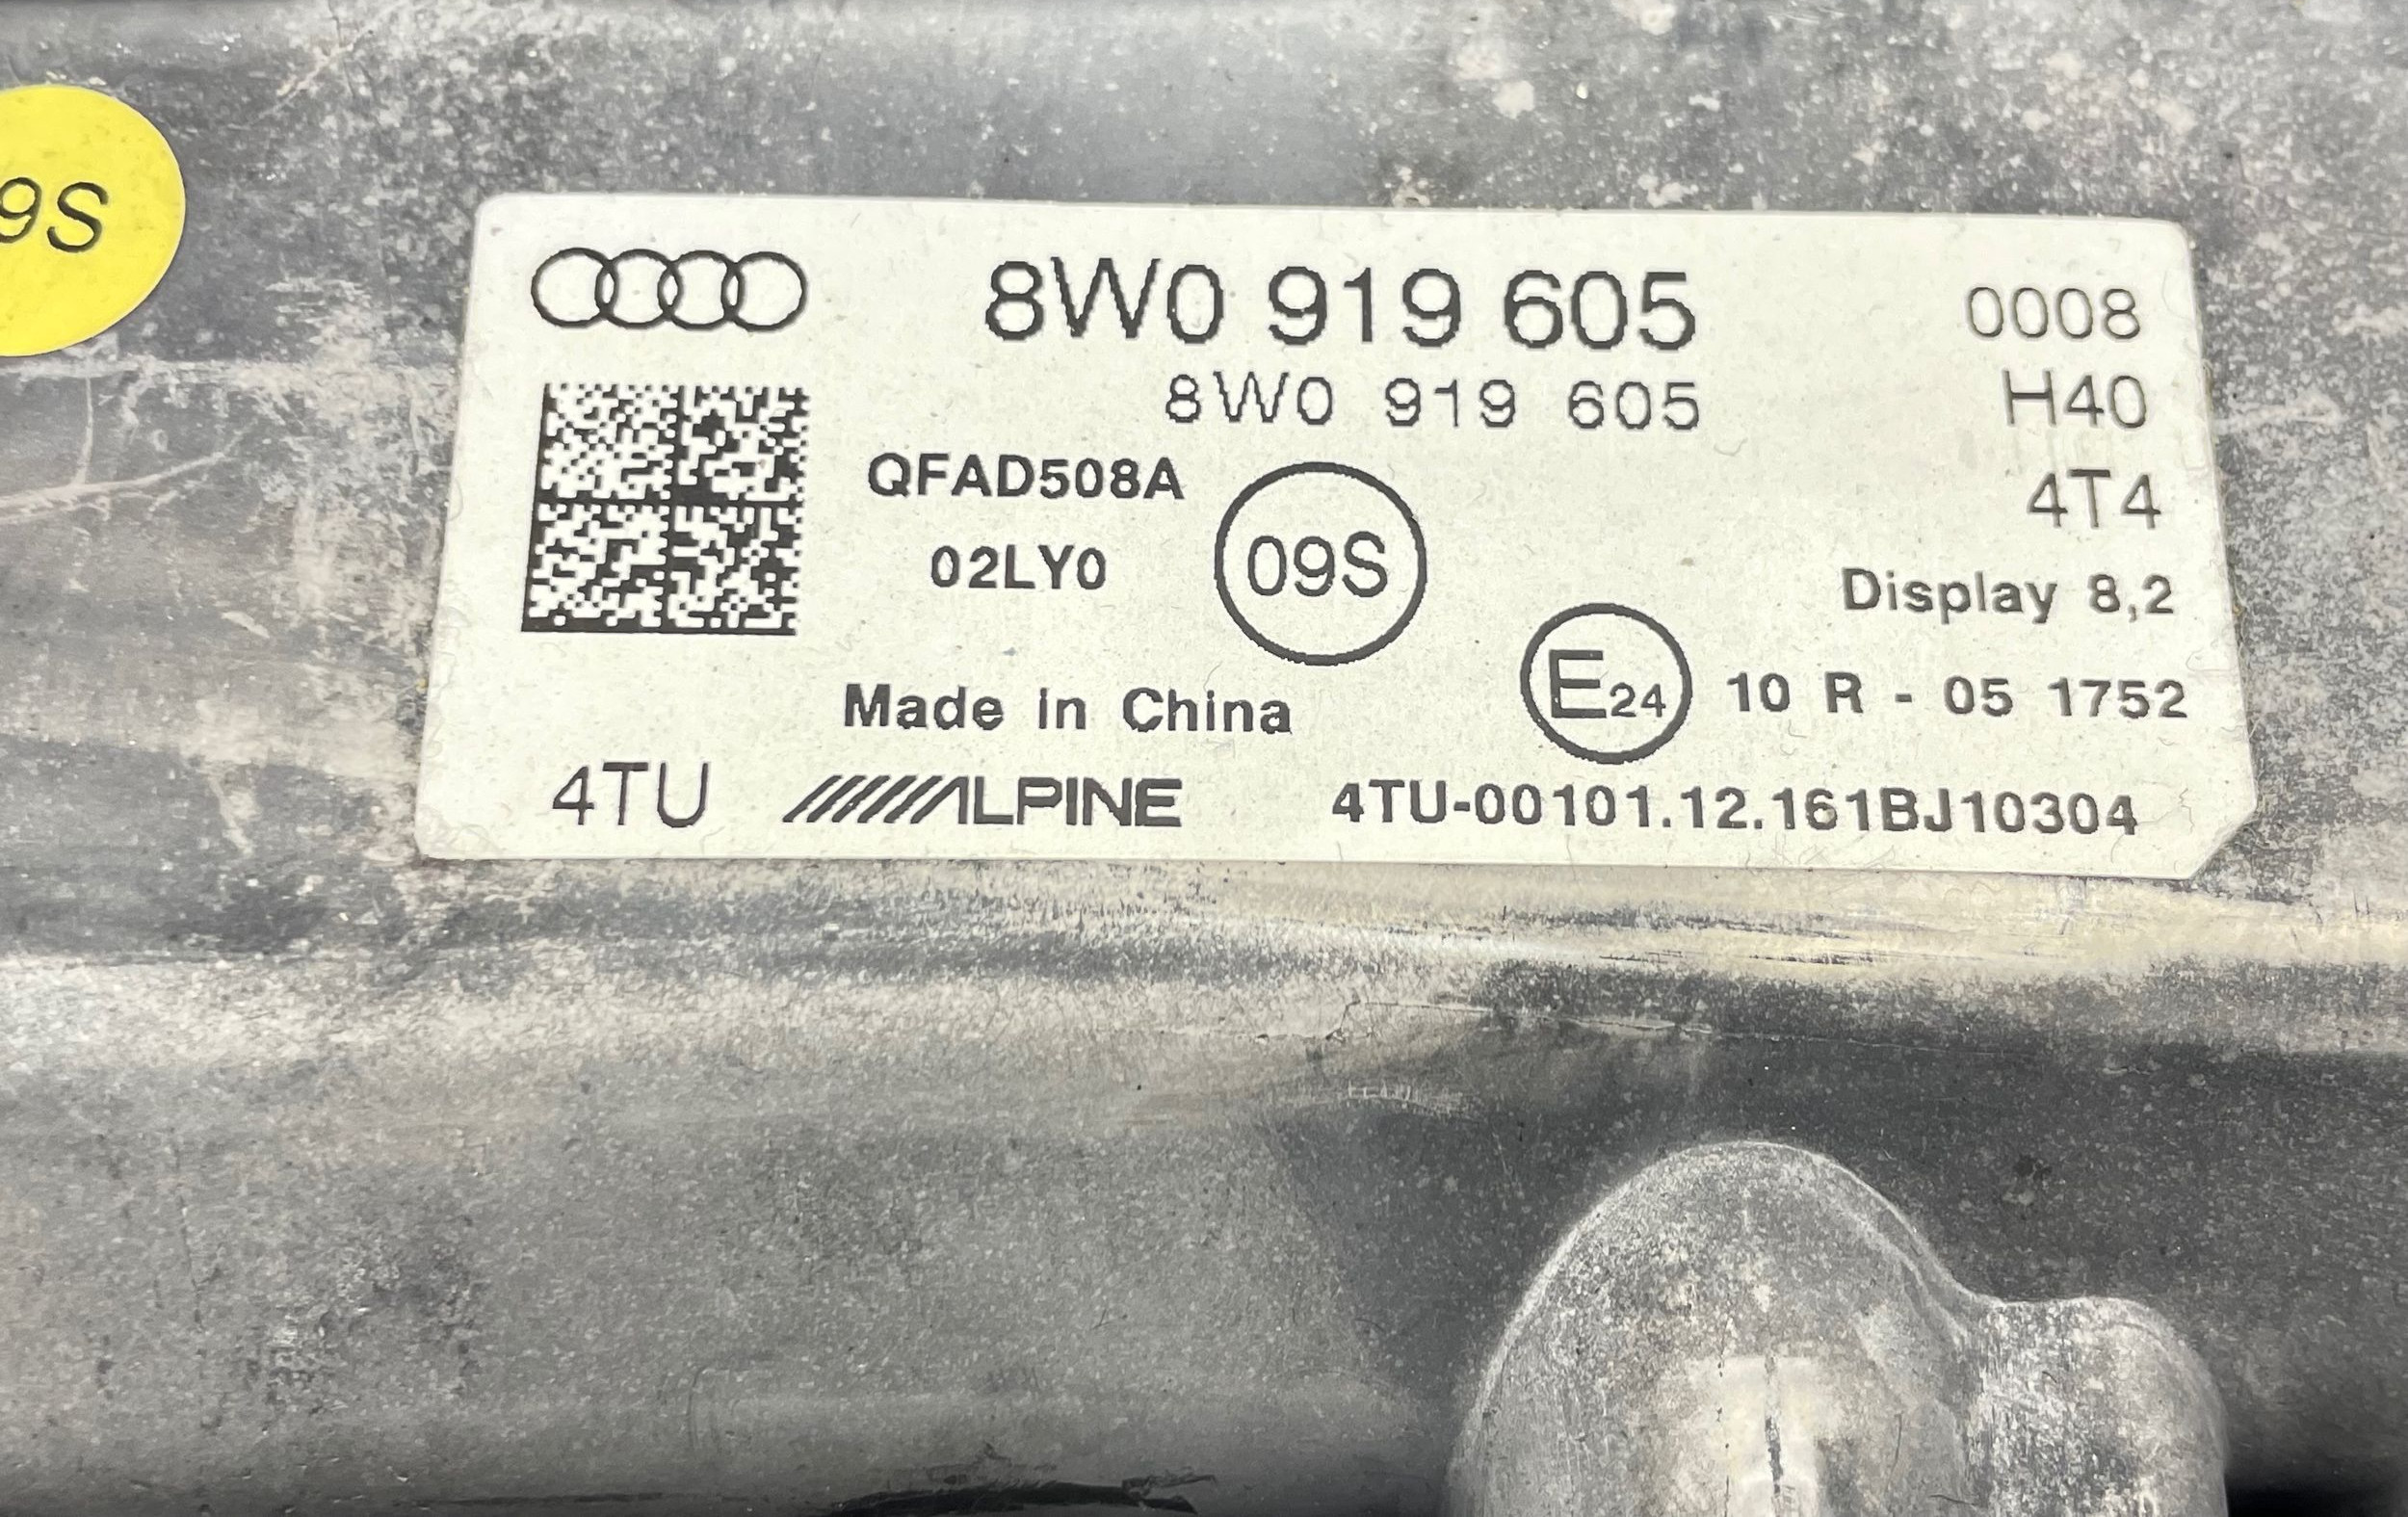 9S
8W0 919 605
0008
8W0 919 605
H40
QFAD508A
4T4
02LY0
09S
Display 8,2
Made in China
E24 10 R - 05 1752
4TU
ALPINE
4TU-00101.12.161BJ10304